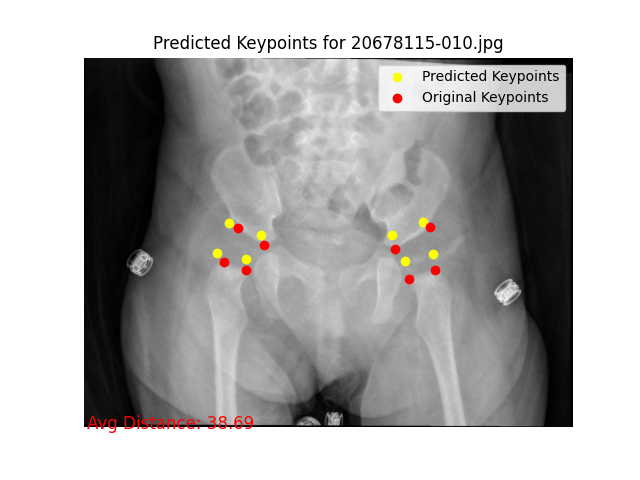 Predicted Keypoints for 20678115-010.jpg
Predicted Keypoints
Original Keypoints
Avg Distance: 38.69